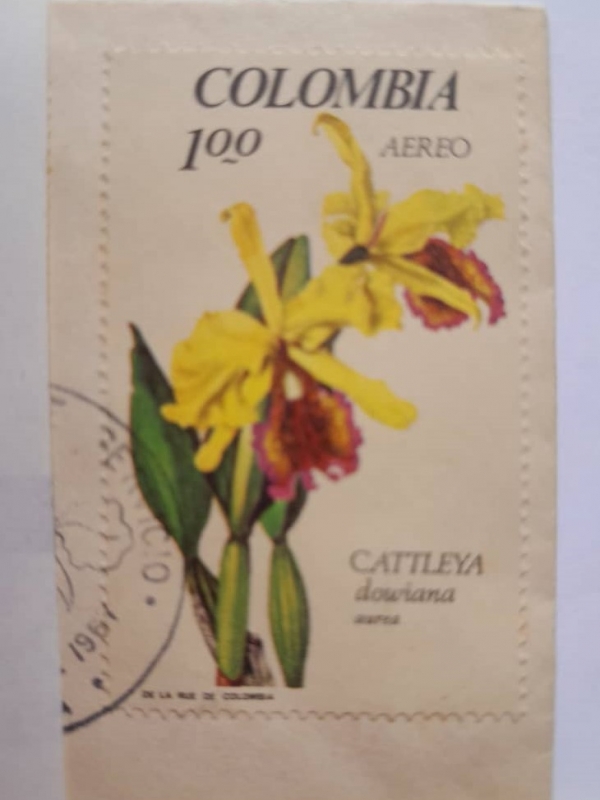 COLOMBIA
1.00
AEREO
CATTLEYA
dowiana
aurea
DE LA RUE DE COLOMBIA